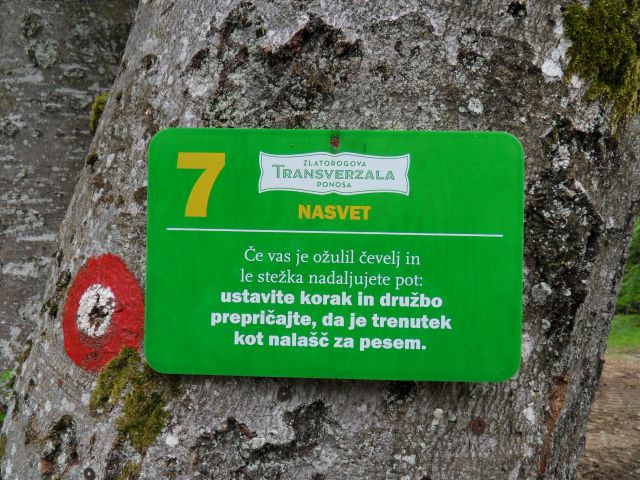 7
ZLATOROGOVA
TRANSVERZALA
PONOSA
NASVET
Če vas je ožulil čevelj in
le stežka nadaljujete pot:
ustavite korak in družbo
prepričajte, da je trenutek
kot nalašč za pesem.